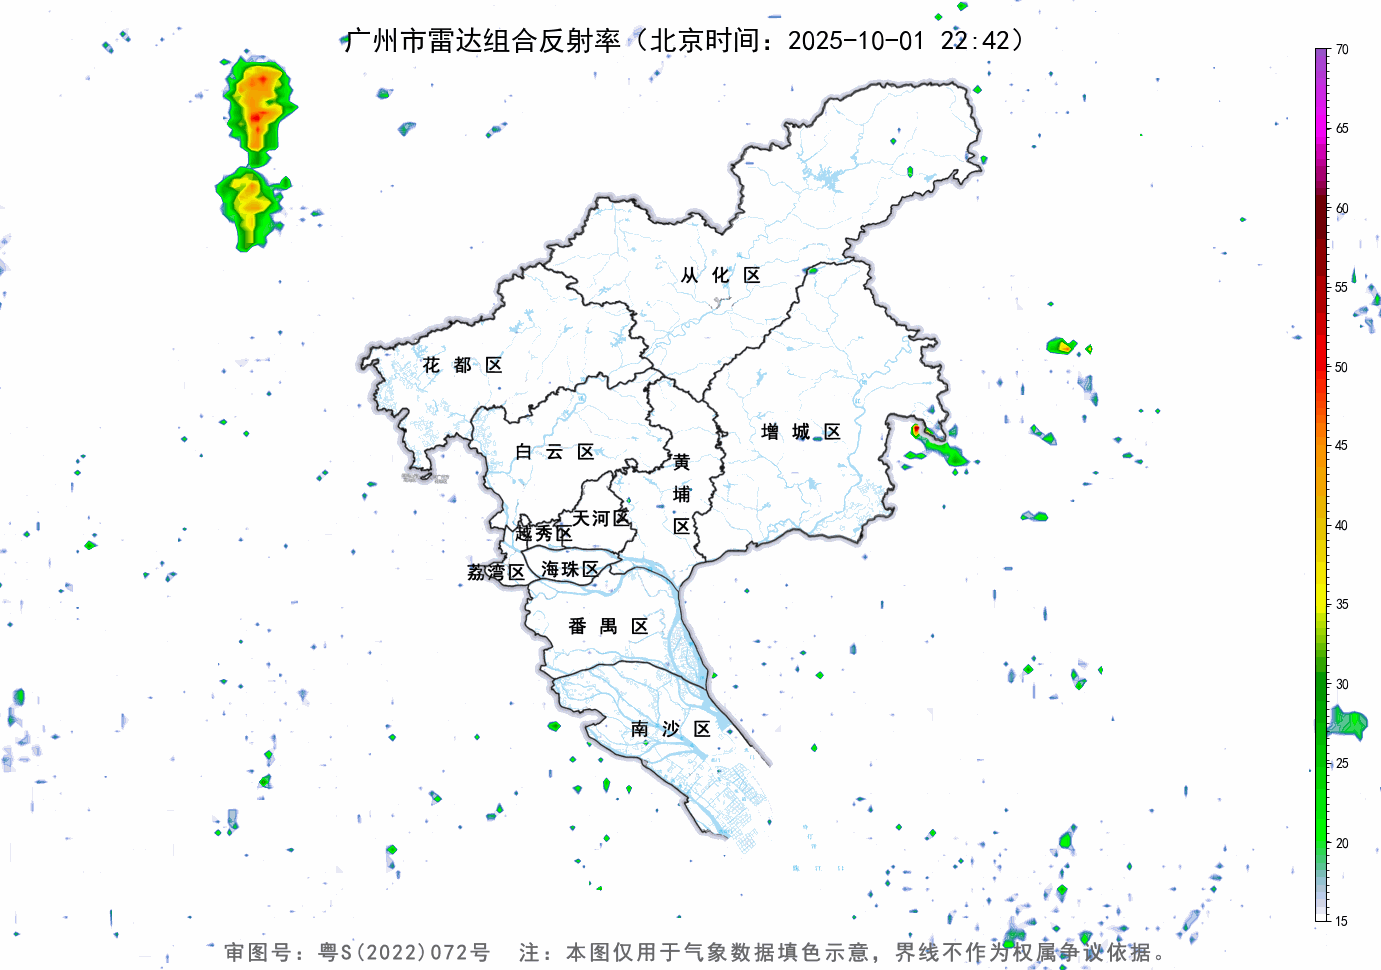 广州市雷达组合反射率（北京时间：2025-10-01 22:42）
70
65
60
55
50
45
40
35
30
25
20
15
从化区
花都区
增城区
白云区
黄埔区
天河区
越秀区
荔湾区
海珠区
番禺区
南沙区
审图号：粤S(2022)072号 注：本图仅用于气象数据填色示意，界线不作为权属争议依据。